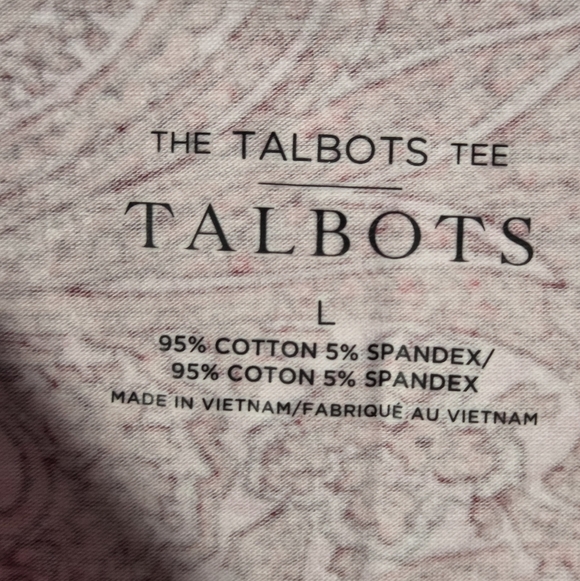 THE TALBOTS TEE
TALBOTS
L
95% COTTON 5% SPANDEX/
95% COTON 5% SPANDEX
MADE IN VIETNAM/FABRIQUÉ AU VIETNAM